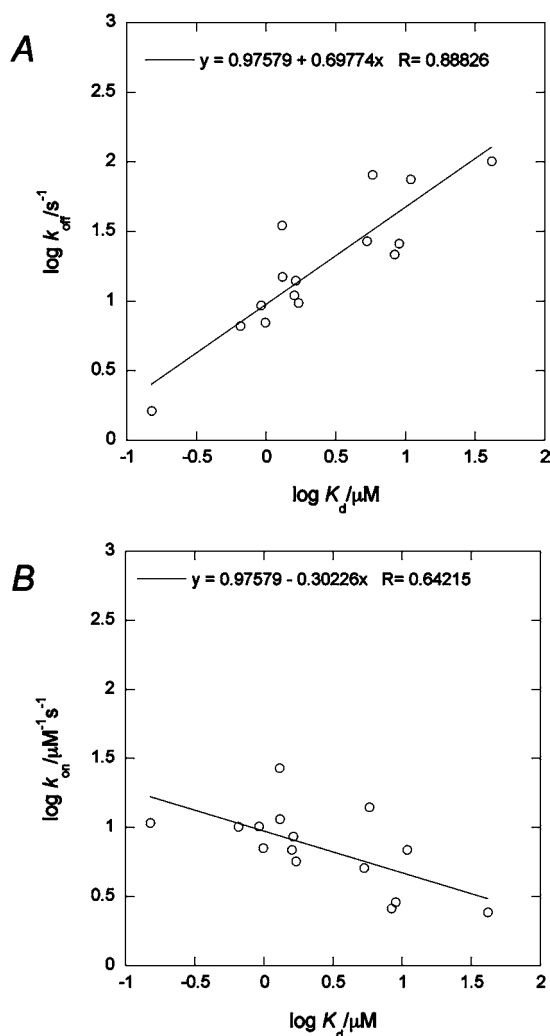 A
y = 0.97579 + 0.69774x R= 0.88826
3
2.5
2
1.5
1
0.5
0
log k_off/s⁻¹
-1 -0.5 0 0.5 1 1.5 2
log K_d/μM
B
y = 0.97579 - 0.30226x R= 0.64215
3
2.5
2
1.5
1
0.5
0
log k_on/μM⁻¹s⁻¹
-1 -0.5 0 0.5 1 1.5 2
log K_d/μM